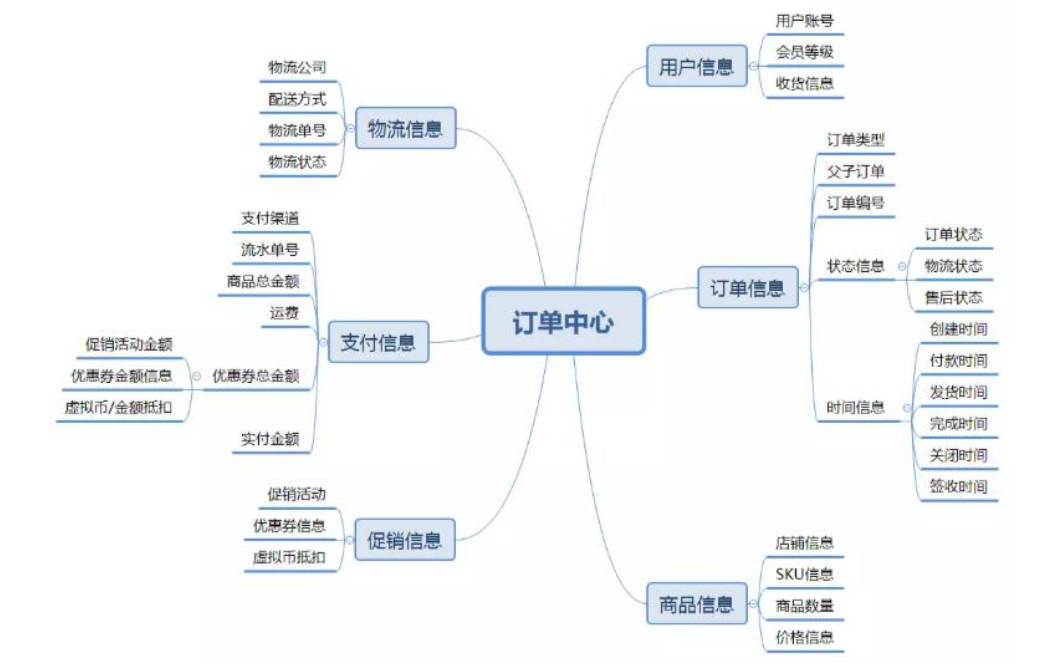 订单中心
用户信息
用户账号
会员等级
收货信息
订单信息
订单类型
父子订单
订单编号
状态信息
订单状态
物流状态
售后状态
时间信息
创建时间
付款时间
发货时间
完成时间
关闭时间
签收时间
商品信息
店铺信息
SKU信息
商品数量
价格信息
物流信息
物流公司
配送方式
物流单号
物流状态
支付信息
支付渠道
流水单号
商品总金额
运费
优惠券总金额
促销活动金额
优惠券金额信息
虚拟币/金额抵扣
实付金额
促销信息
促销活动
优惠券信息
虚拟币抵扣